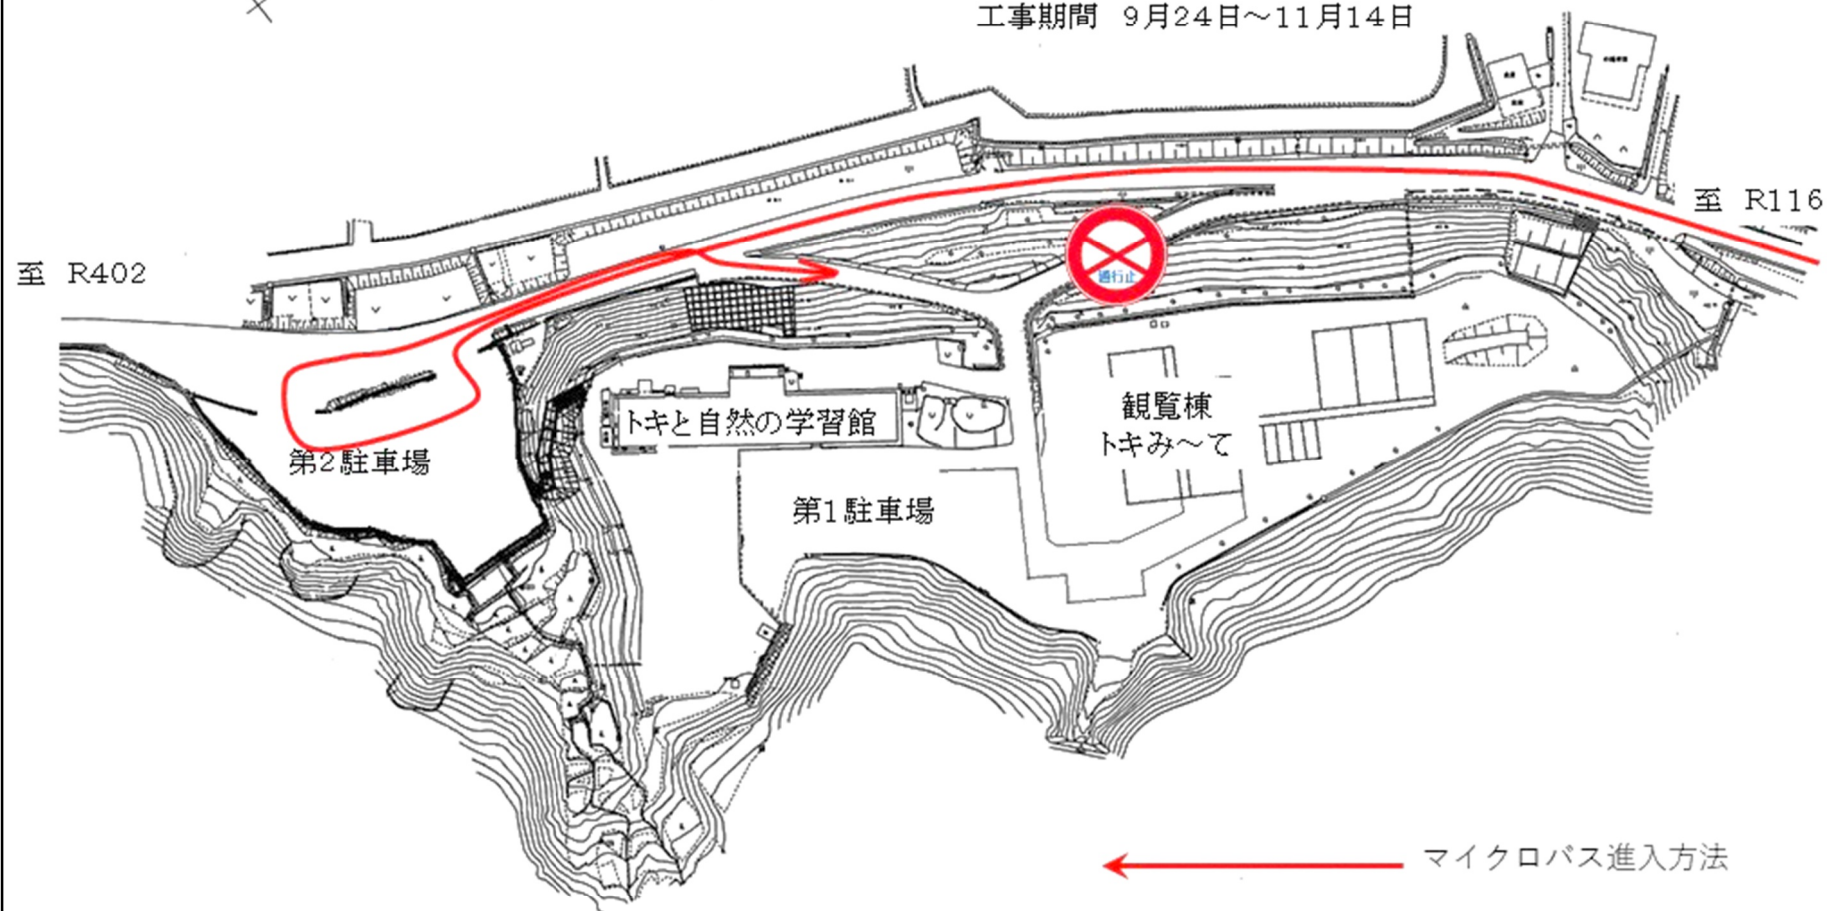 工事期間 9月24日～11月14日
至 R116
至 R402
通行止
トキと自然の学習館
観覧棟
トキみ～て
第2駐車場
第1駐車場
マイクロバス進入方法